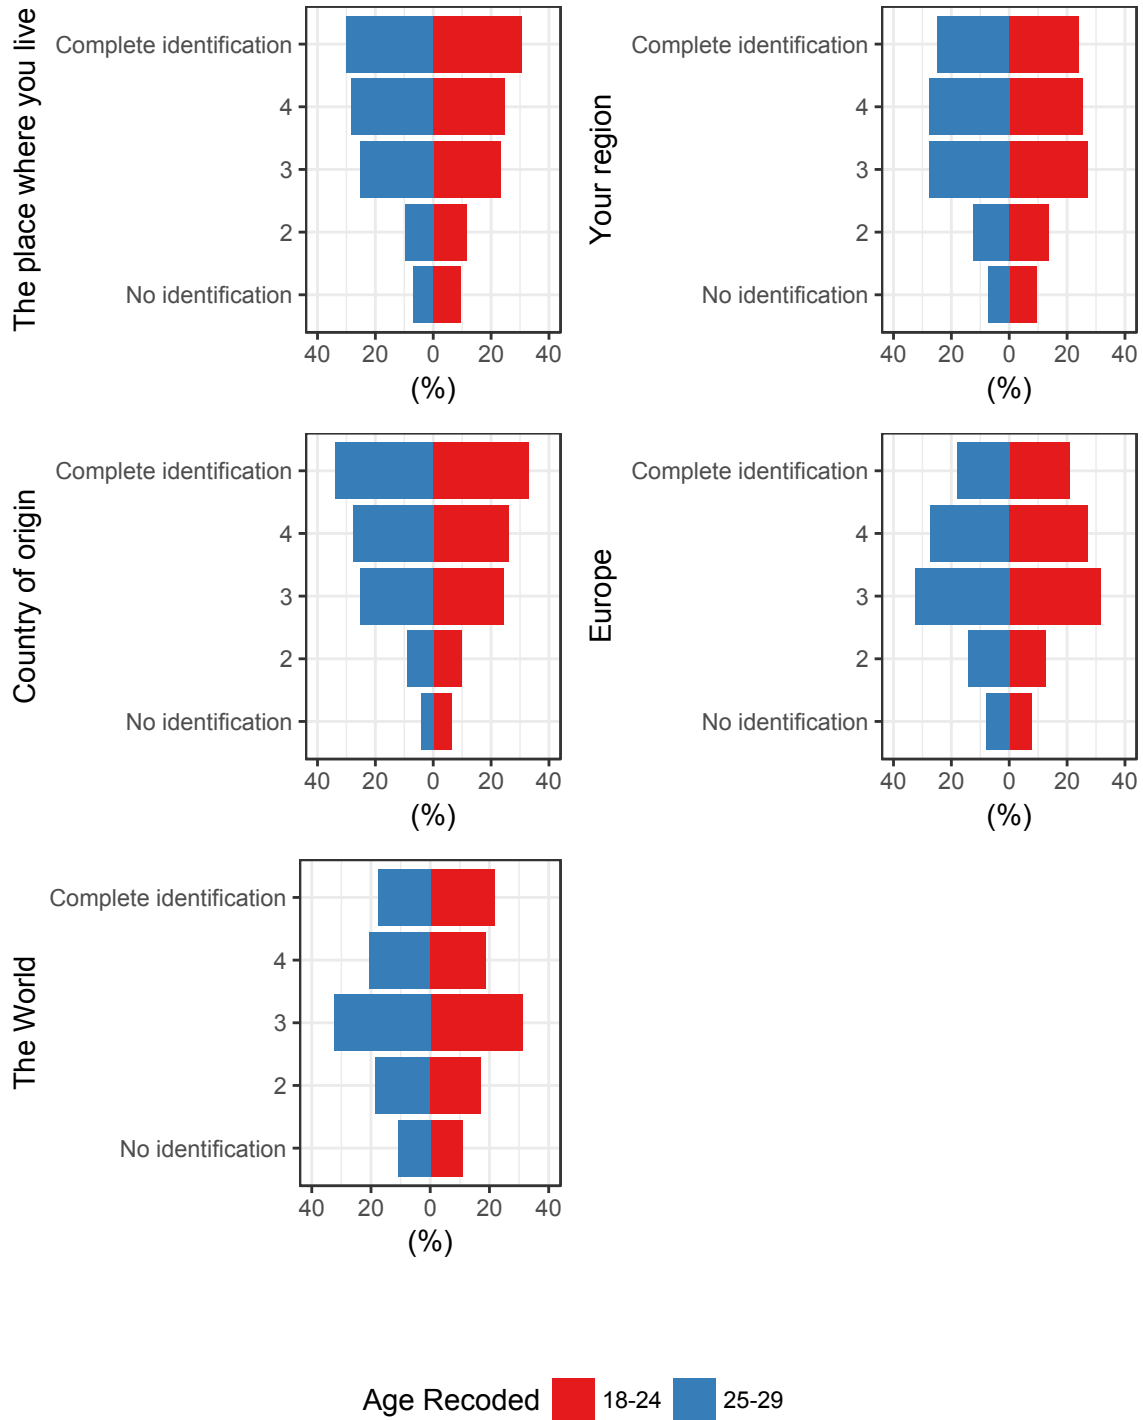 The place where you live
Complete identification
4
3
2
No identification
40 20 0 20 40
(%)
Your region
Complete identification
4
3
2
No identification
40 20 0 20 40
(%)
Country of origin
Complete identification
4
3
2
No identification
40 20 0 20 40
(%)
Europe
Complete identification
4
3
2
No identification
40 20 0 20 40
(%)
The World
Complete identification
4
3
2
No identification
40 20 0 20 40
(%)
Age Recoded 18-24 25-29